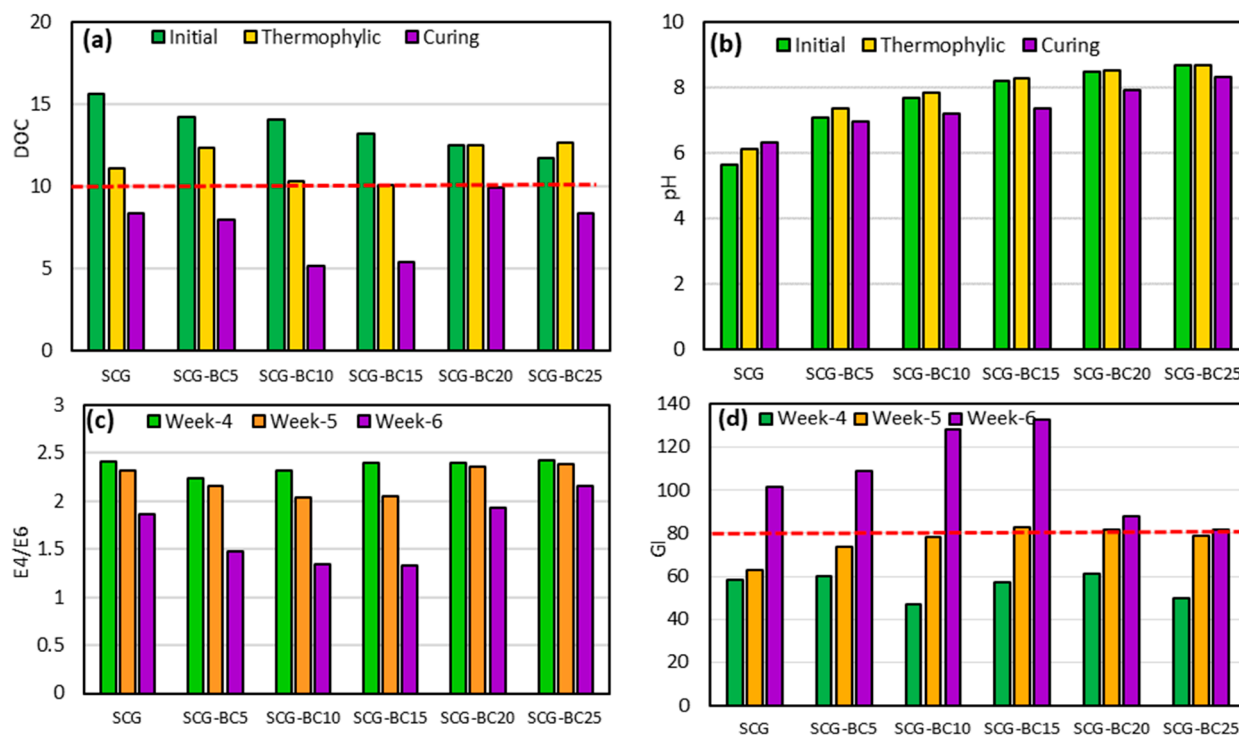 (a) Initial Thermophylic Curing
20
15
10
5
0
DOC
SCG SCG-BC5 SCG-BC10 SCG-BC15 SCG-BC20 SCG-BC25
(b) Initial Thermophylic Curing
10
8
6
4
2
0
pH
SCG SCG-BC5 SCG-BC10 SCG-BC15 SCG-BC20 SCG-BC25
(c) Week-4 Week-5 Week-6
3
2.5
2
1.5
1
0.5
0
E4/E6
SCG SCG-BC5 SCG-BC10 SCG-BC15 SCG-BC20 SCG-BC25
(d) Week-4 Week-5 Week-6
140
120
100
80
60
40
20
0
GI
SCG SCG-BC5 SCG-BC10 SCG-BC15 SCG-BC20 SCG-BC25